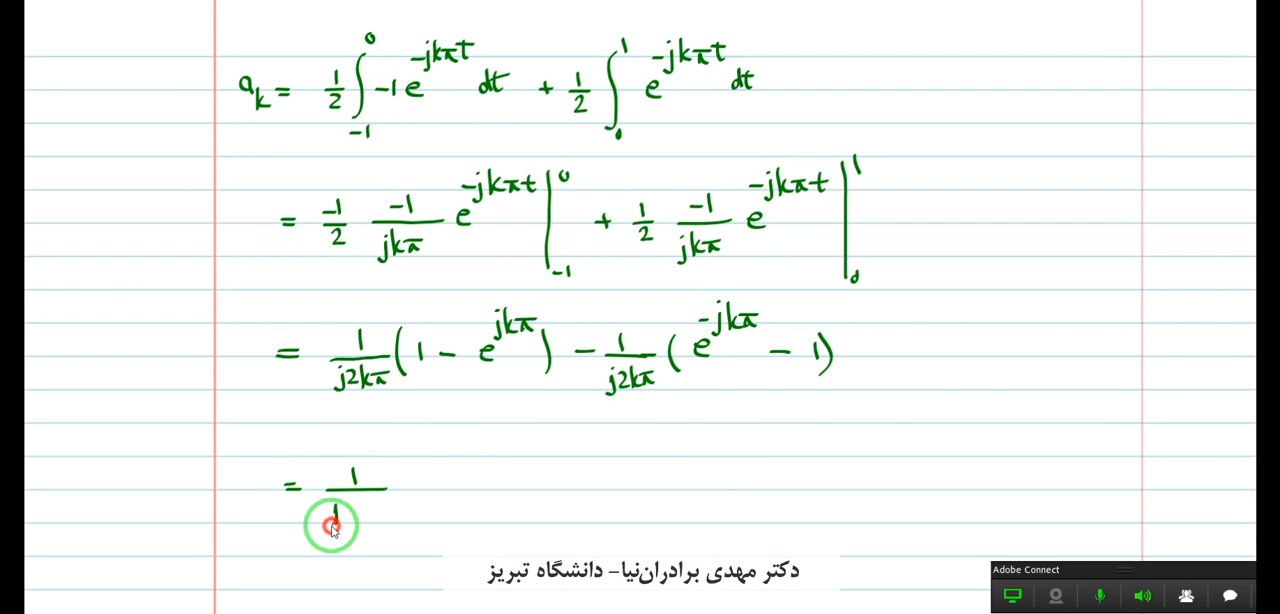 a_k = 1/2 ∫_{-1}^{0} -1 e^{-jkπt} dt + 1/2 ∫_{0}^{1} e^{-jkπt} dt
= -1/2 -1/jkπ e^{-jkπt} |_{-1}^{0} + 1/2 -1/jkπ e^{-jkπt} |_{0}^{1}
= 1/j2kπ (1 - e^{jkπ}) - 1/j2kπ (e^{-jkπ} - 1)
= 1/
دکتر مهدی برادران‌نیا- دانشگاه تبریز
Adobe Connect